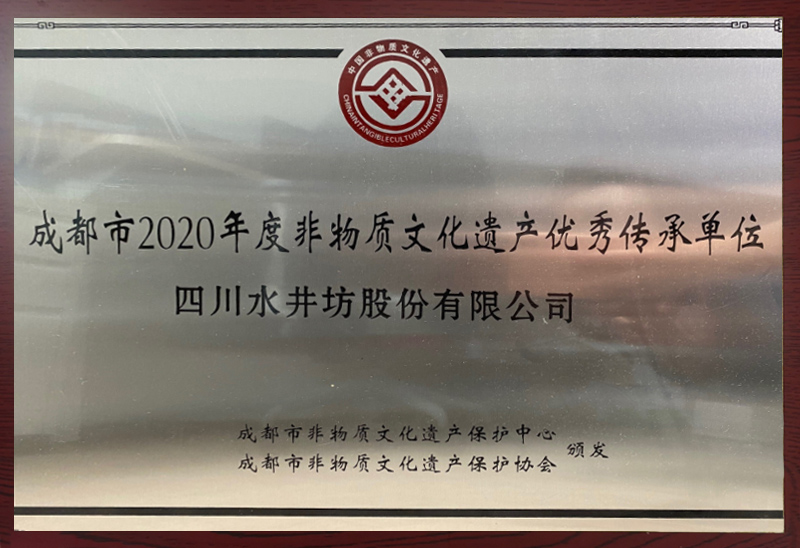 中国非物质文化遗产
CHINAINTANGIBLECULTURALHERITAGE
成都市2020年度非物质文化遗产优秀传承单位
四川水井坊股份有限公司
成都市非物质文化遗产保护中心
成都市非物质文化遗产保护协会
颁发